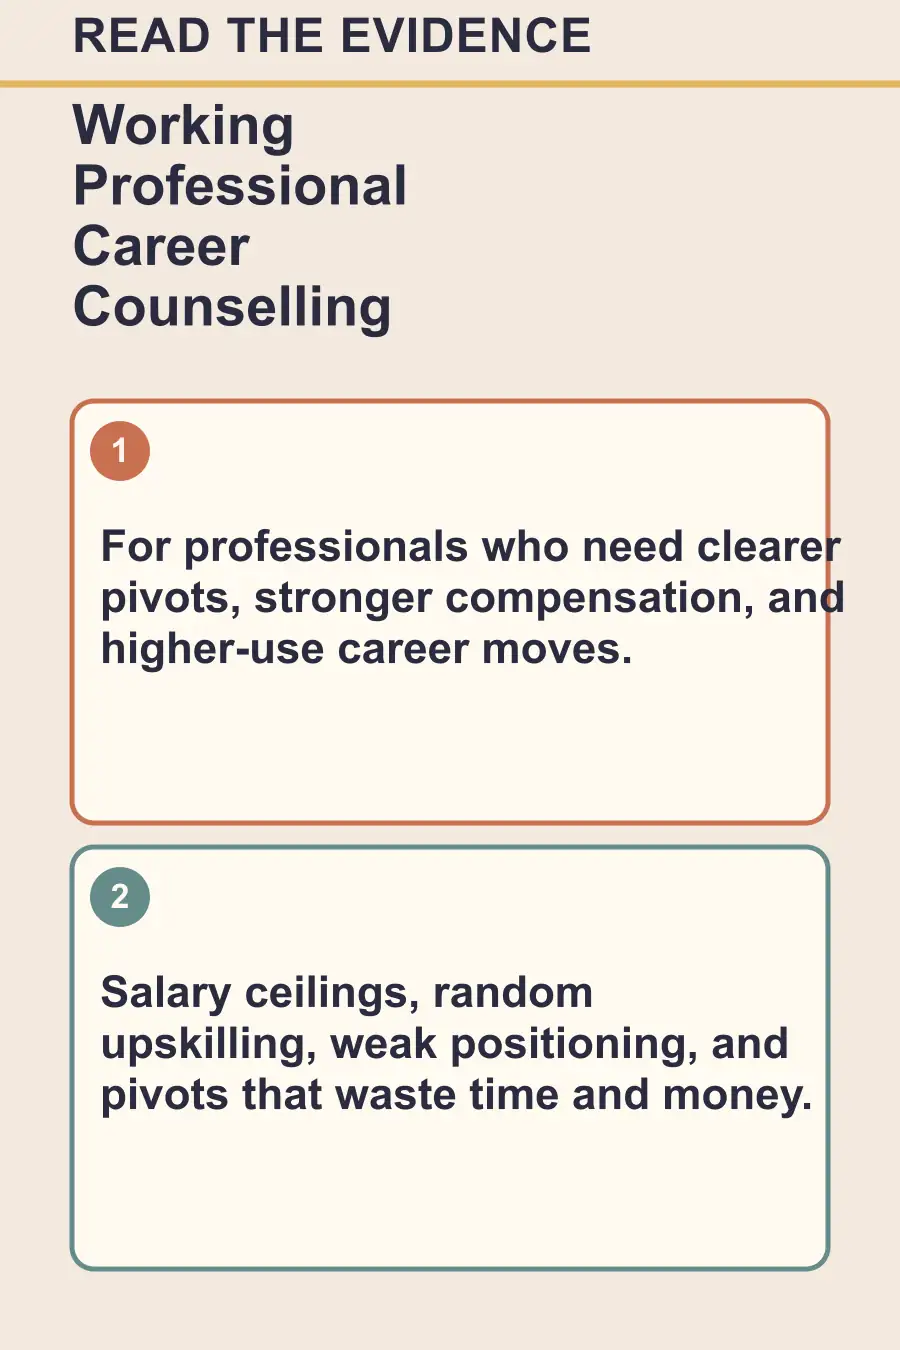 READ THE EVIDENCE
Working
Professional
Career
Counselling
1
For professionals who need clearer
pivots, stronger compensation, and
higher-use career moves.
2
Salary ceilings, random
upskilling, weak positioning, and
pivots that waste time and money.